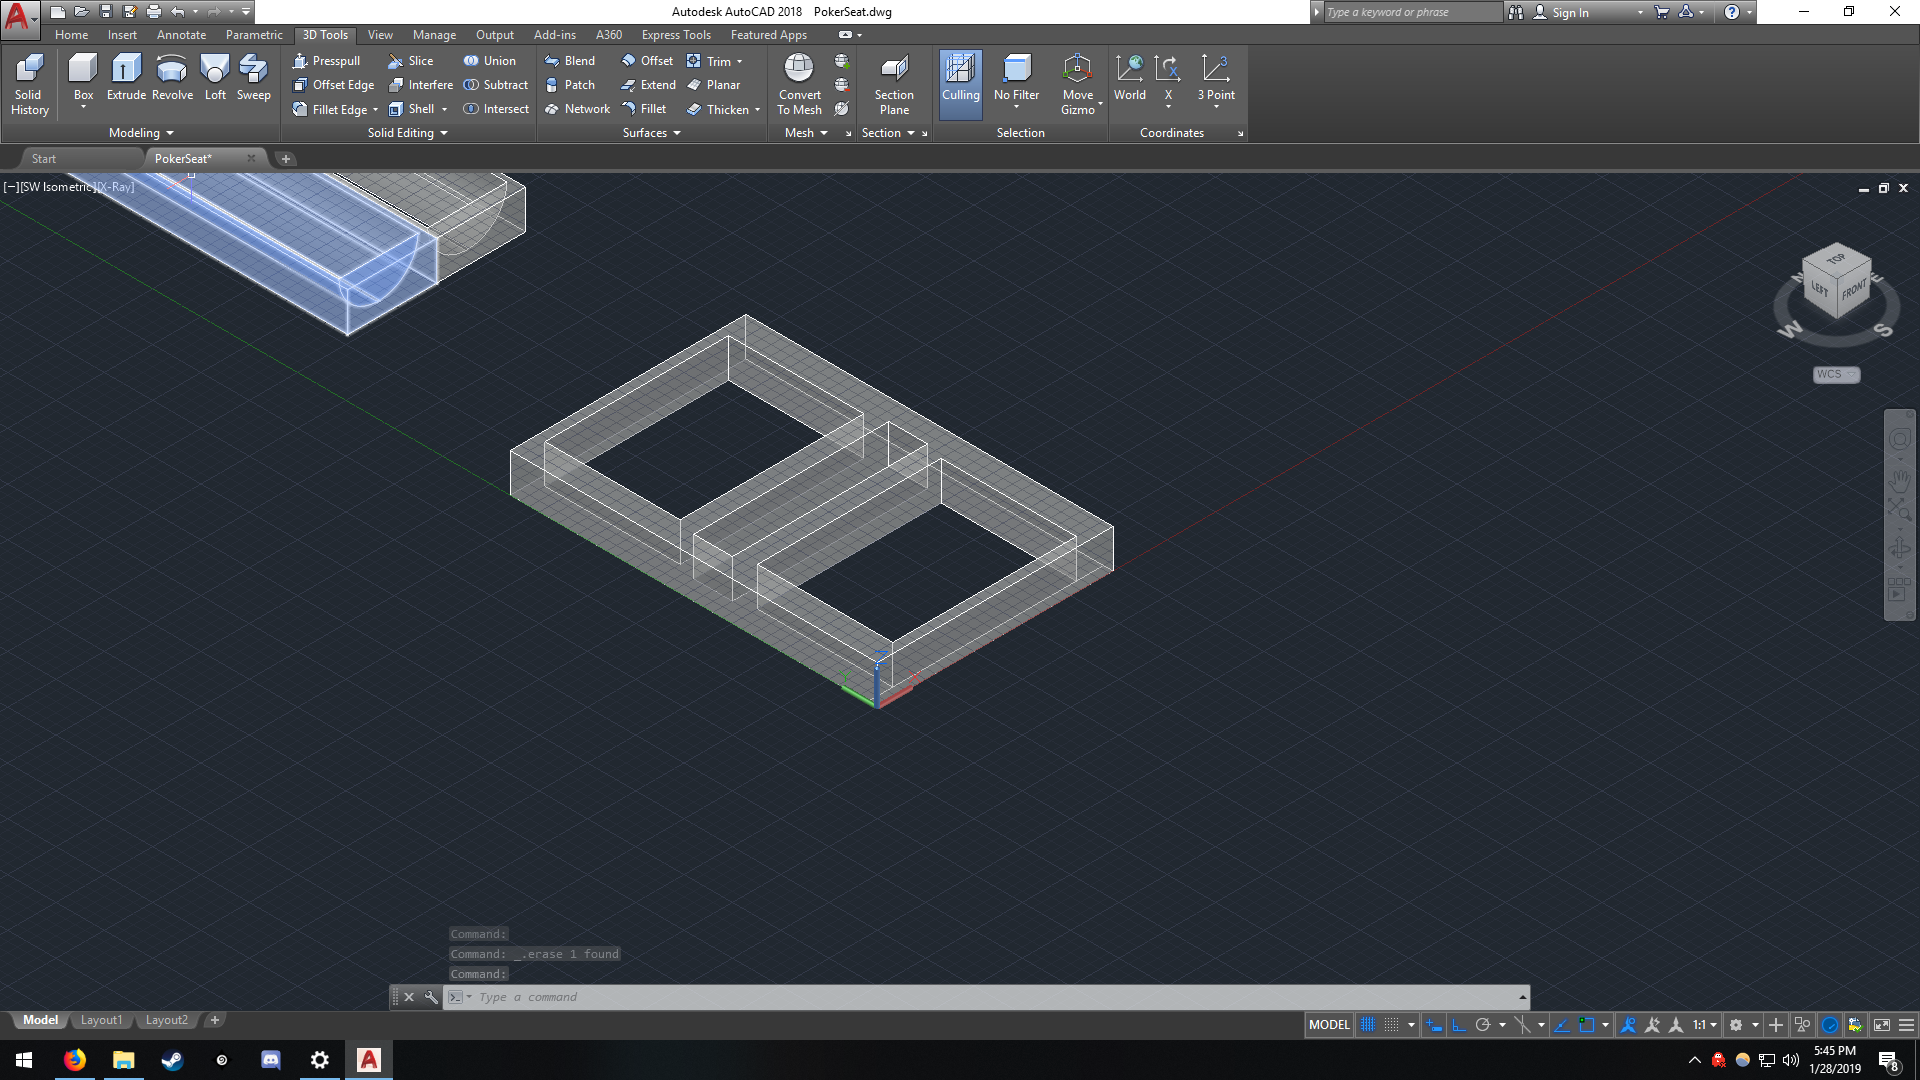 Autodesk AutoCAD 2018 PokerSeat.dwg
Type a keyword or phrase
Sign In
Home Insert Annotate Parametric 3D Tools View Manage Output Add-ins A360 Express Tools Featured Apps
Solid History
Box
Extrude
Revolve
Loft
Sweep
Modeling
Presspull Slice Union
Offset Edge Interfere Subtract
Fillet Edge Shell Intersect
Solid Editing
Blend Offset Trim
Patch Extend Planar
Network Fillet Thicken
Surfaces
Convert To Mesh
Mesh
Section Plane
Section
Culling
No Filter
Move Gizmo
Selection
World
X
3 Point
Coordinates
Start
PokerSeat*
[−][SW Isometric][X-Ray]
TOP
LEFT
FRONT
N
E
W
S
WCS
Command:
Command: _.erase 1 found
Command:
Type a command
Model Layout1 Layout2
MODEL
1:1
5:45 PM
1/28/2019
8